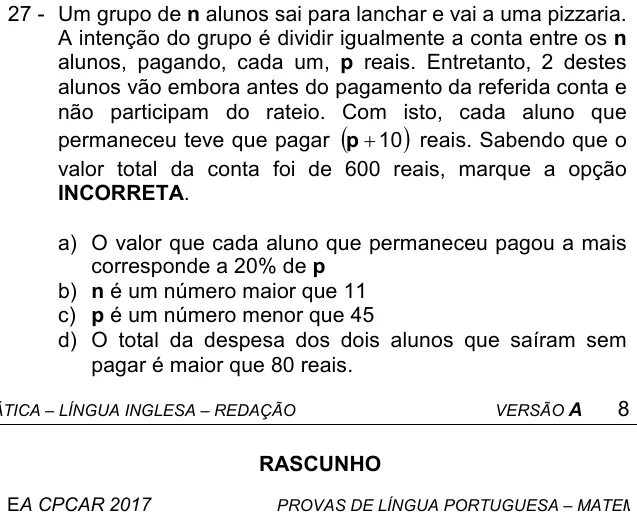 27 - Um grupo de n alunos sai para lanchar e vai a uma pizzaria.
A intenção do grupo é dividir igualmente a conta entre os n
alunos, pagando, cada um, p reais. Entretanto, 2 destes
alunos vão embora antes do pagamento da referida conta e
não participam do rateio. Com isto, cada aluno que
permaneceu teve que pagar (p + 10) reais. Sabendo que o
valor total da conta foi de 600 reais, marque a opção
INCORRETA.
a) O valor que cada aluno que permaneceu pagou a mais
corresponde a 20% de p
b) n é um número maior que 11
c) p é um número menor que 45
d) O total da despesa dos dois alunos que saíram sem
pagar é maior que 80 reais.
ÁTICA – LÍNGUA INGLESA – REDAÇÃO VERSÃO A 8
RASCUNHO
EA CPCAR 2017 PROVAS DE LÍNGUA PORTUGUESA – MATEM